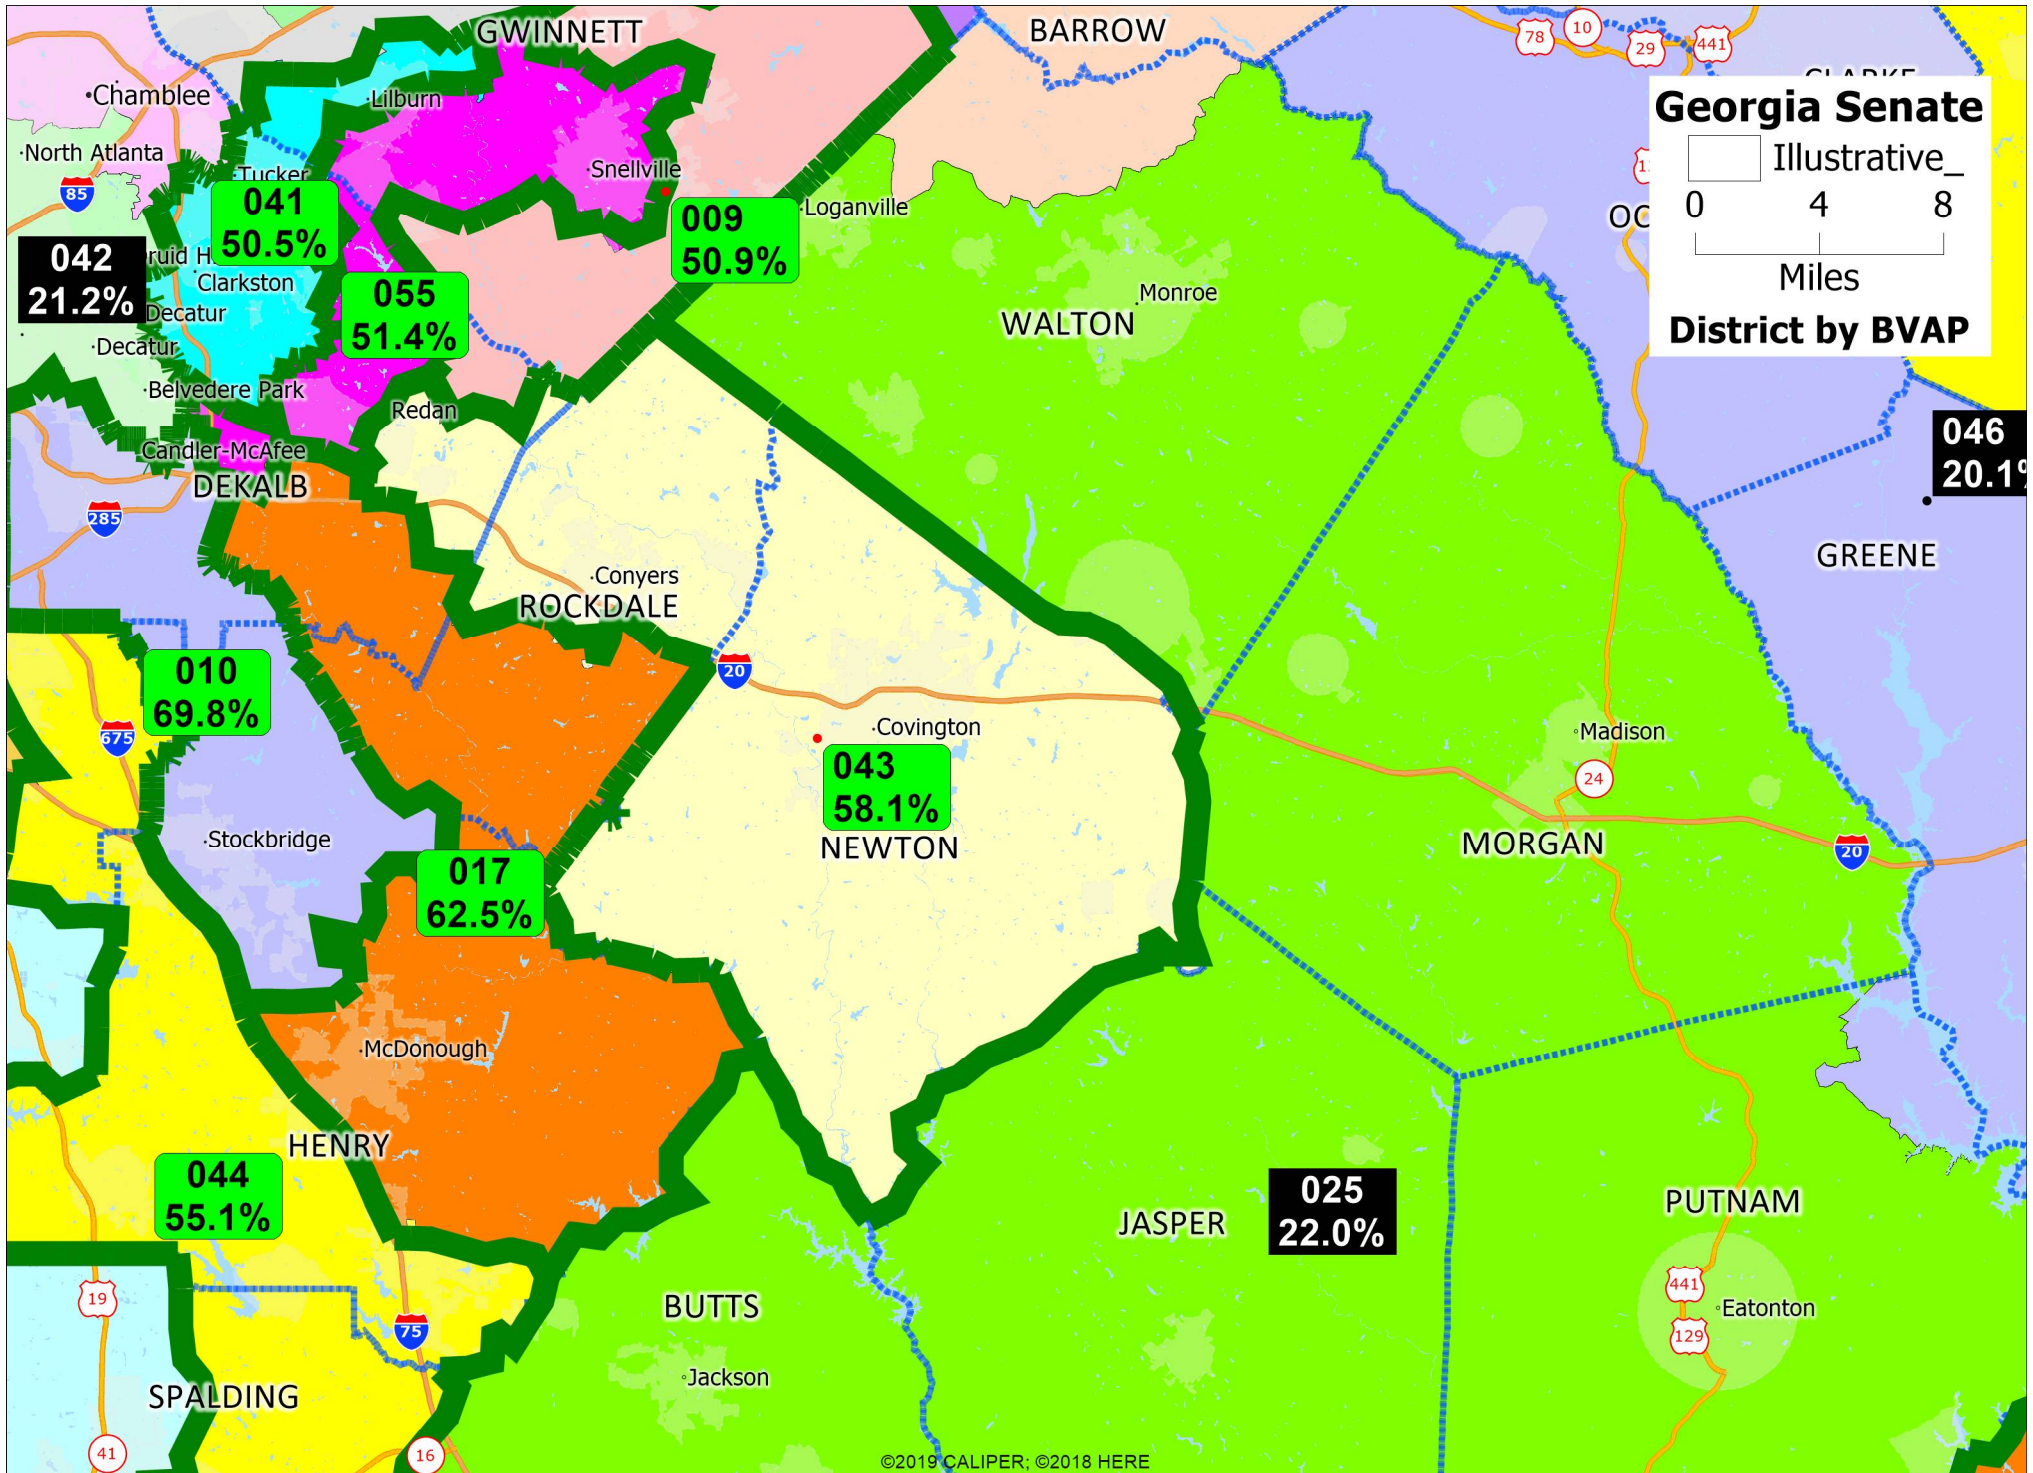 GWINNETT
BARROW
78
10
29
441
Georgia Senate
Illustrative_
0 4 8
Miles
District by BVAP
Chamblee
Lilburn
North Atlanta
85
Tucker
Snellville
041
50.5%
009
50.9%
Loganville
042
21.2%
Clarkston
Decatur
055
51.4%
Monroe
WALTON
Decatur
Belvedere Park
Redan
046
20.1%
Candler-McAfee
DEKALB
285
GREENE
Conyers
ROCKDALE
20
010
69.8%
675
Covington
043
58.1%
NEWTON
Madison
24
MORGAN
20
Stockbridge
017
62.5%
McDonough
HENRY
044
55.1%
025
22.0%
JASPER
PUTNAM
19
75
BUTTS
441
Eatonton
129
Jackson
SPALDING
41
16
©2019 CALIPER; ©2018 HERE